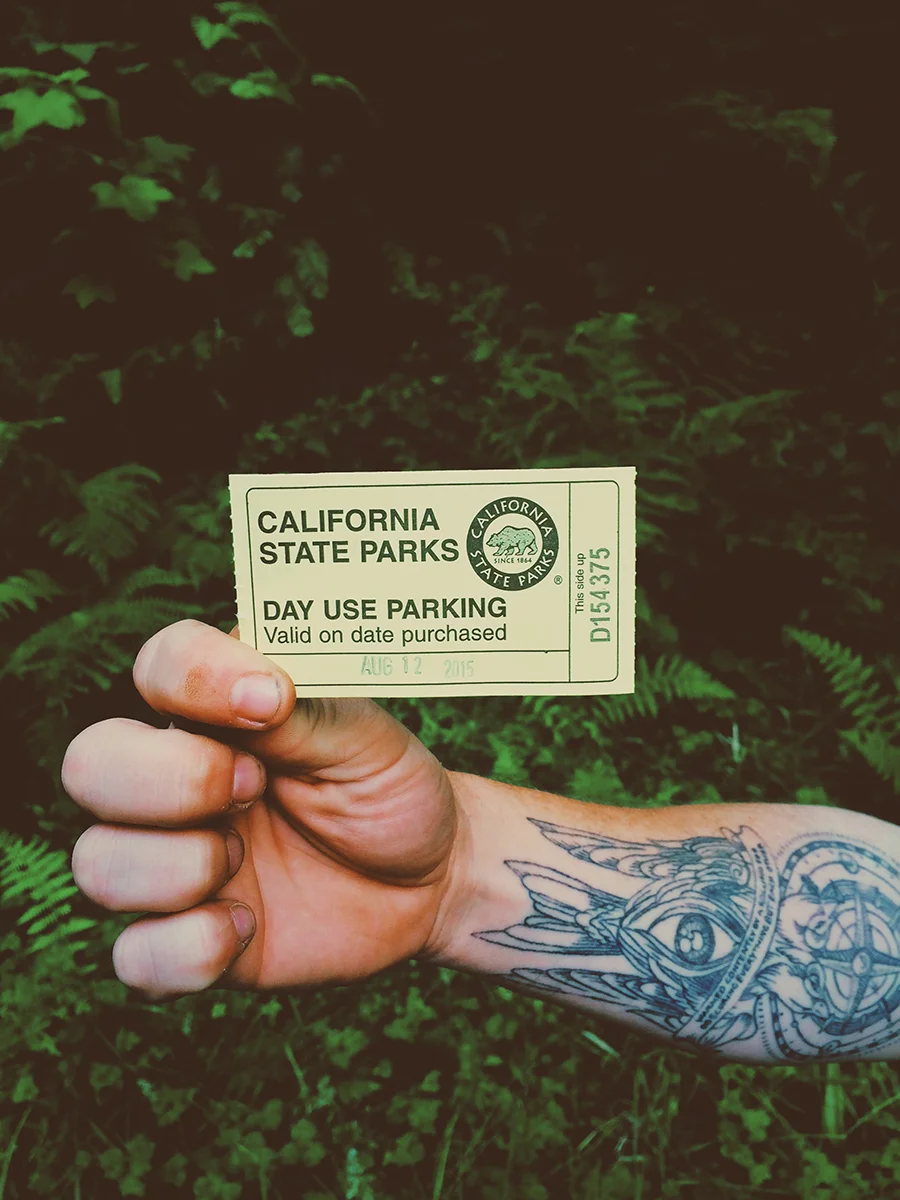 CALIFORNIA
STATE PARKS
CALIFORNIA
SINCE 1864
STATE PARKS
®
DAY USE PARKING
Valid on date purchased
AUG 12 2015
This side up
D154375